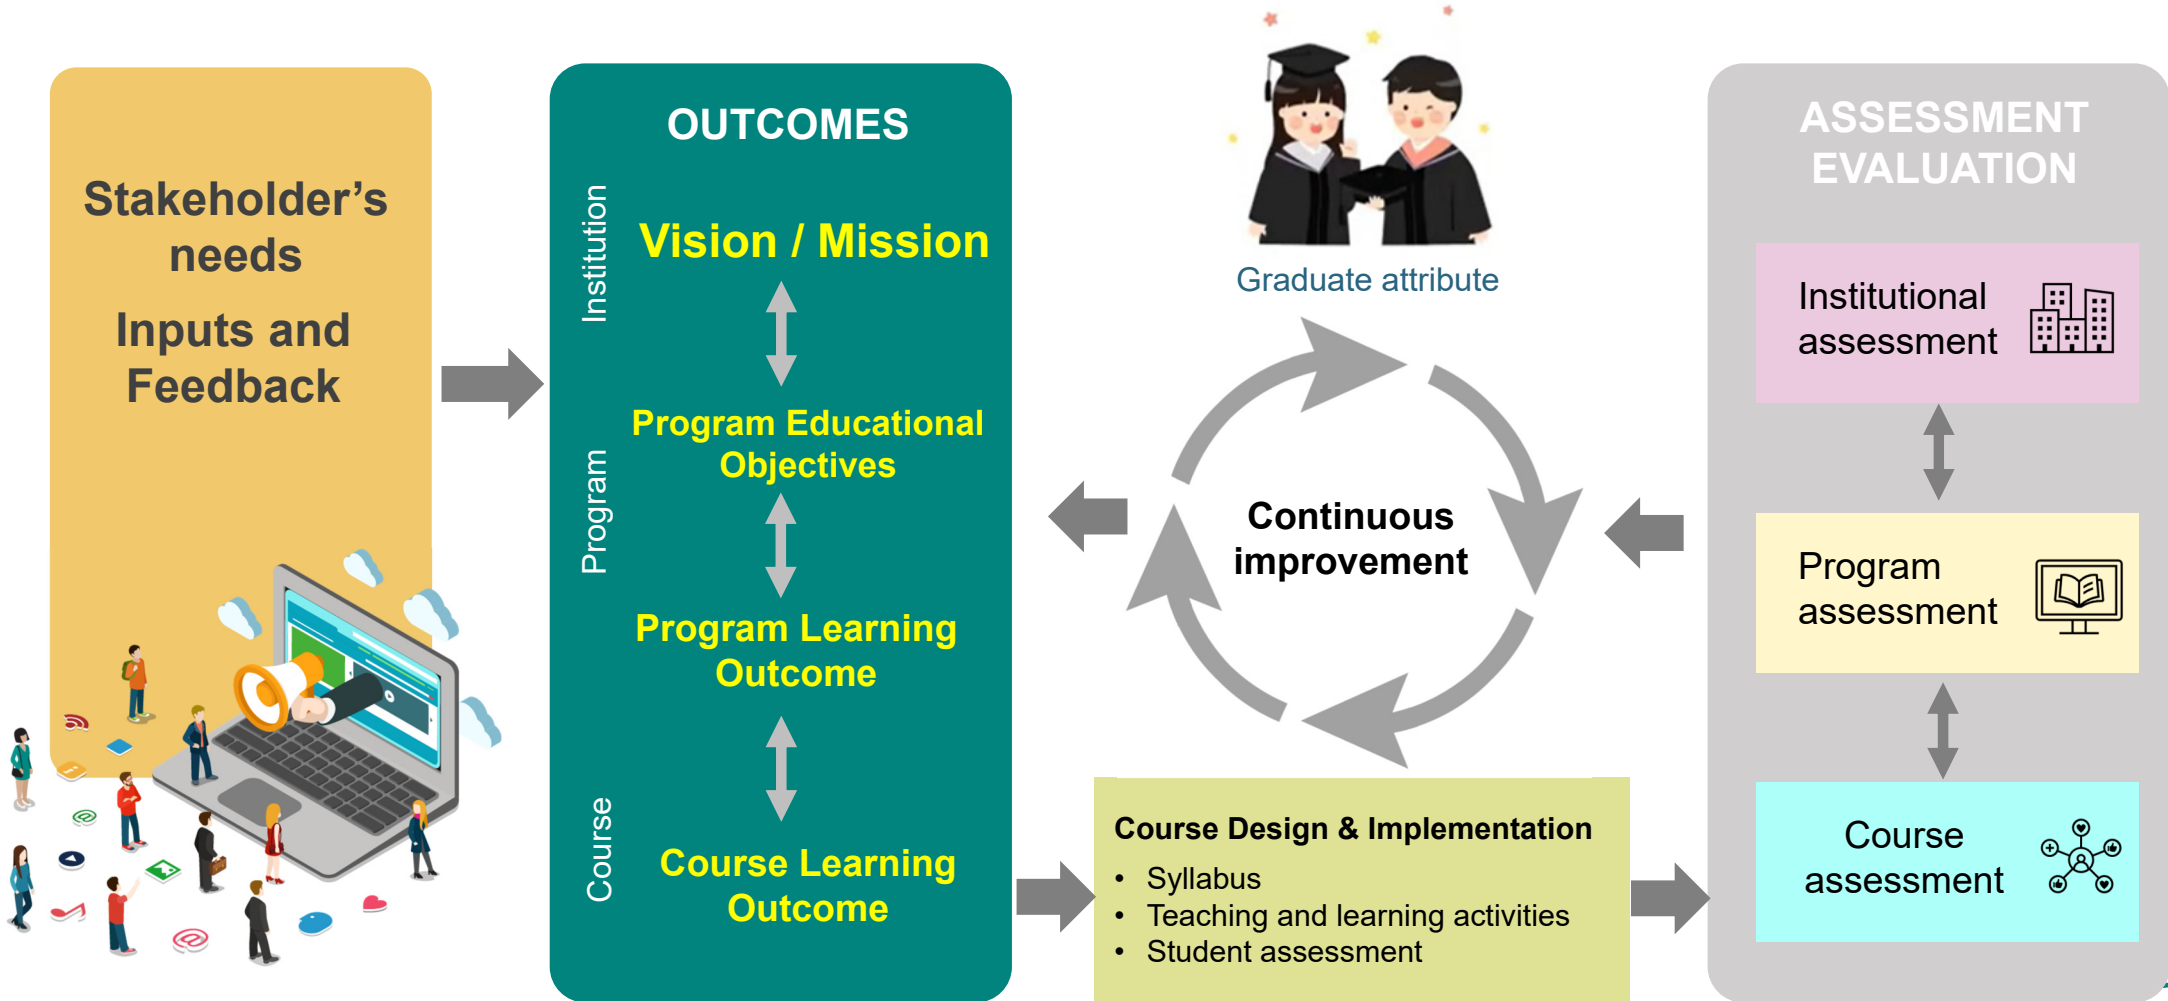 Stakeholder’s
needs
Inputs and
Feedback
OUTCOMES
Institution
Vision / Mission
Program
Program Educational
Objectives
Program Learning
Outcome
Course
Course Learning
Outcome
Graduate attribute
Continuous
improvement
Course Design & Implementation
• Syllabus
• Teaching and learning activities
• Student assessment
ASSESSMENT
EVALUATION
Institutional
assessment
Program
assessment
Course
assessment